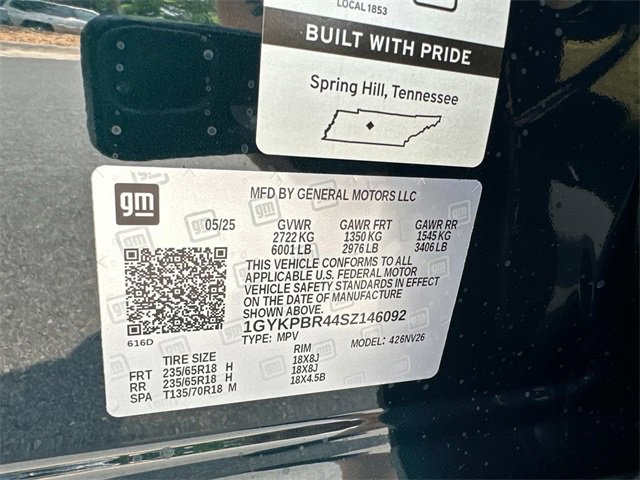 LOCAL 1853
BUILT WITH PRIDE
Spring Hill, Tennessee
gm
MFD BY GENERAL MOTORS LLC
05/25 GVWR GAWR FRT GAWR RR
2722 KG 1350 KG 1545 KG
6001 LB 2976 LB 3406 LB
THIS VEHICLE CONFORMS TO ALL
APPLICABLE U.S. FEDERAL MOTOR
VEHICLE SAFETY STANDARDS IN EFFECT
ON THE DATE OF MANUFACTURE
SHOWN ABOVE.
1GYKPBR44SZ146092
616D
TYPE: MPV MODEL: 426NV26
TIRE SIZE RIM
FRT 235/65R18 H 18X8J
RR 235/65R18 H 18X8J
SPA T135/70R18 M 18X4.5B